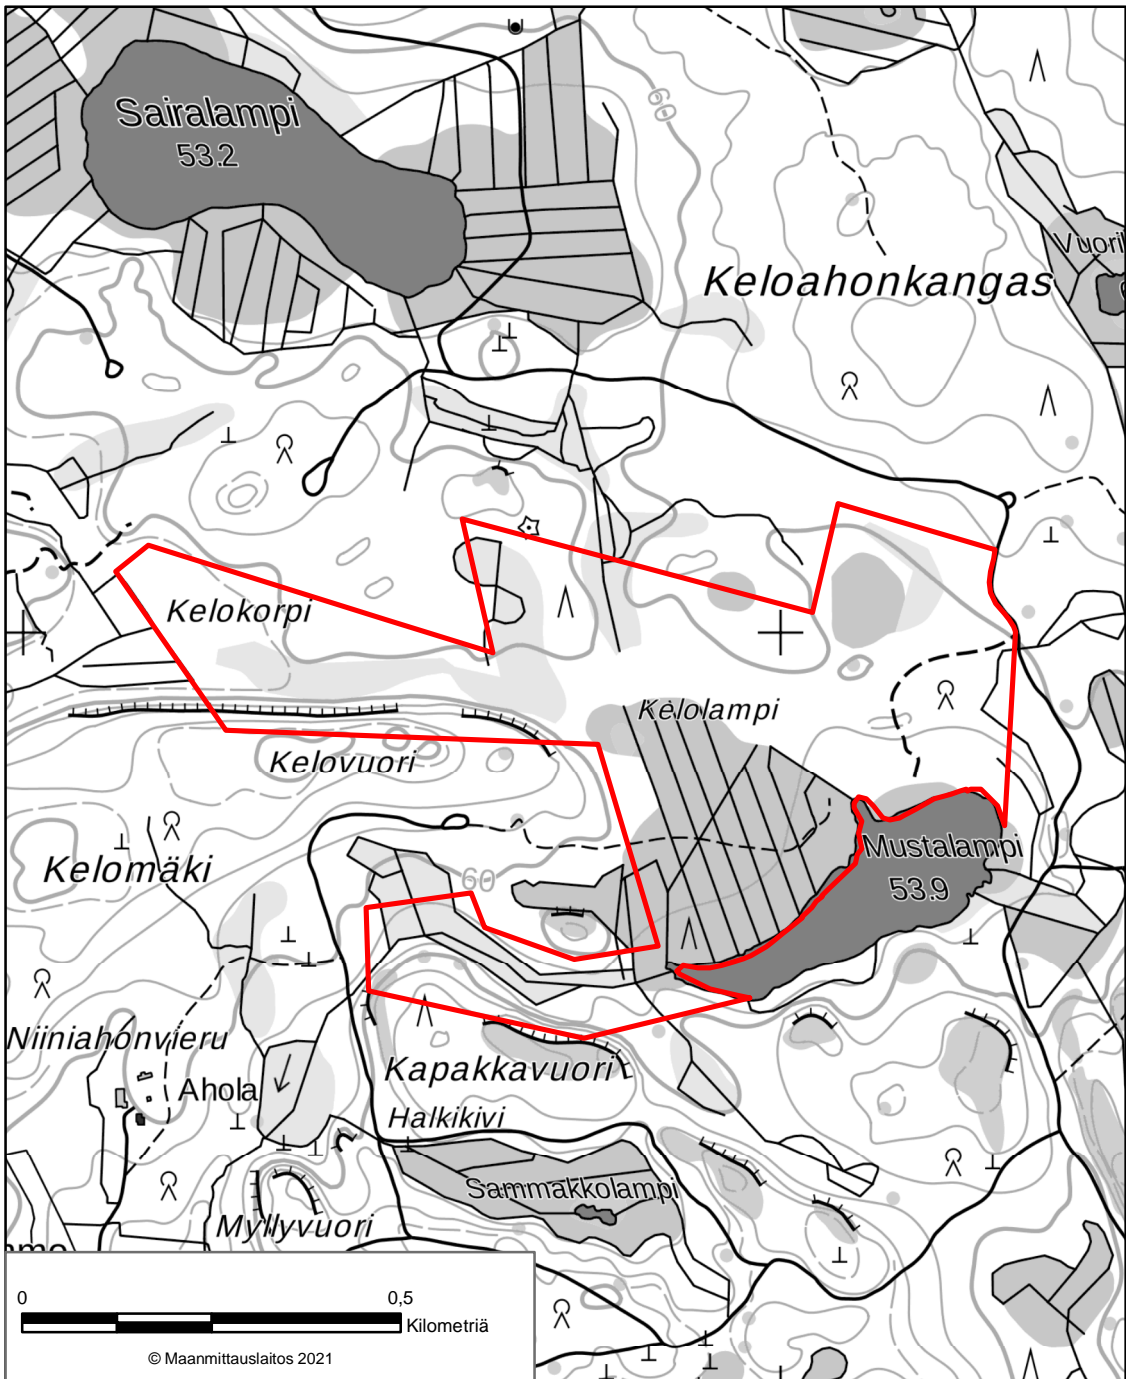 60
Sairalampi
53.2
Vuoril
Keloahonkangas
Kelokorpi
Kelolampi
Kelovuori
Mustalampi
53.9
Kelomäki
60
Niiniahonvieru
Ahola
Kapakkavuori
Halkikivi
Sammakkolampi
Myllyvuori
0
0,5
Kilometriä
© Maanmittauslaitos 2021